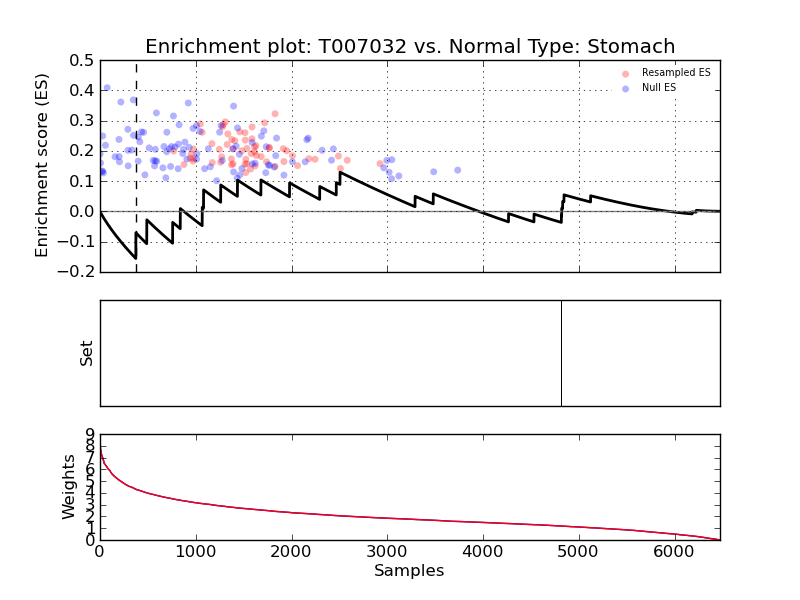 Enrichment plot: T007032 vs. Normal Type: Stomach
Enrichment score (ES)
0.5
0.4
0.3
0.2
0.1
0.0
−0.1
−0.2
Resampled ES
Null ES
Set
Weights
9
8
7
6
5
4
3
2
1
0
0 1000 2000 3000 4000 5000 6000
Samples